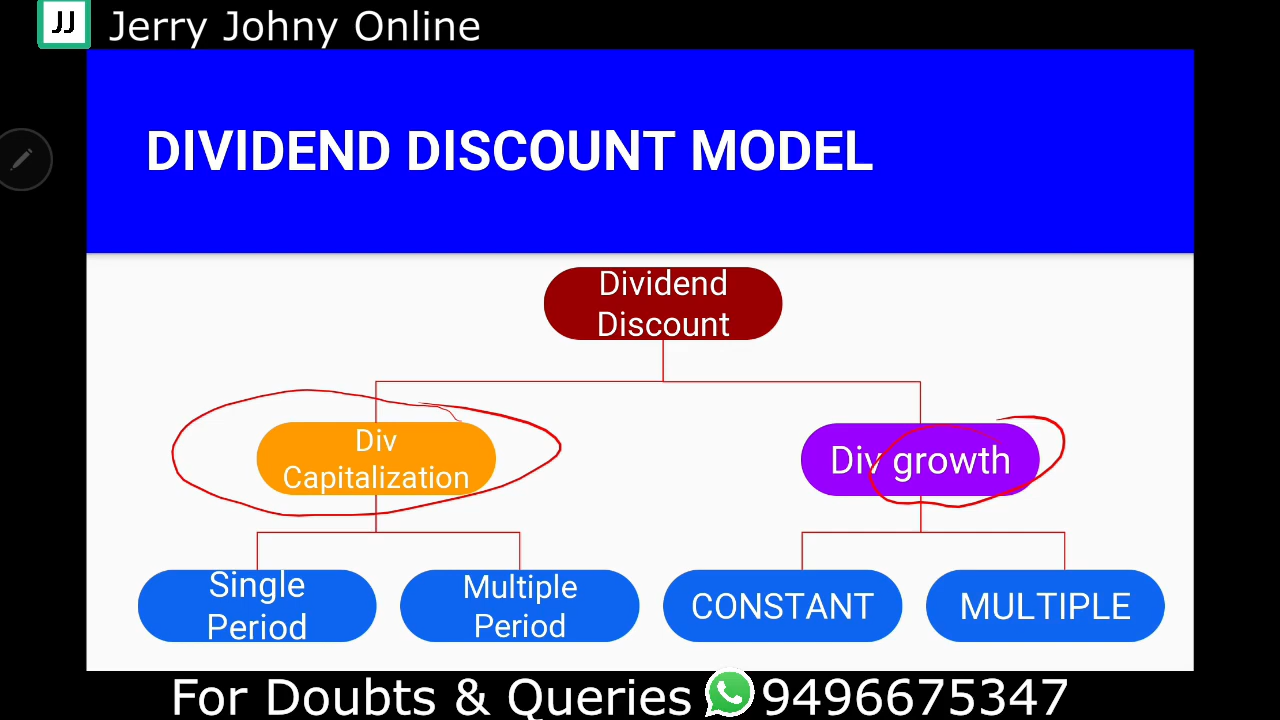 JJ Jerry Johny Online
DIVIDEND DISCOUNT MODEL
Dividend
Discount
Div
Capitalization
Div growth
Single
Period
Multiple
Period
CONSTANT
MULTIPLE
For Doubts & Queries 9496675347